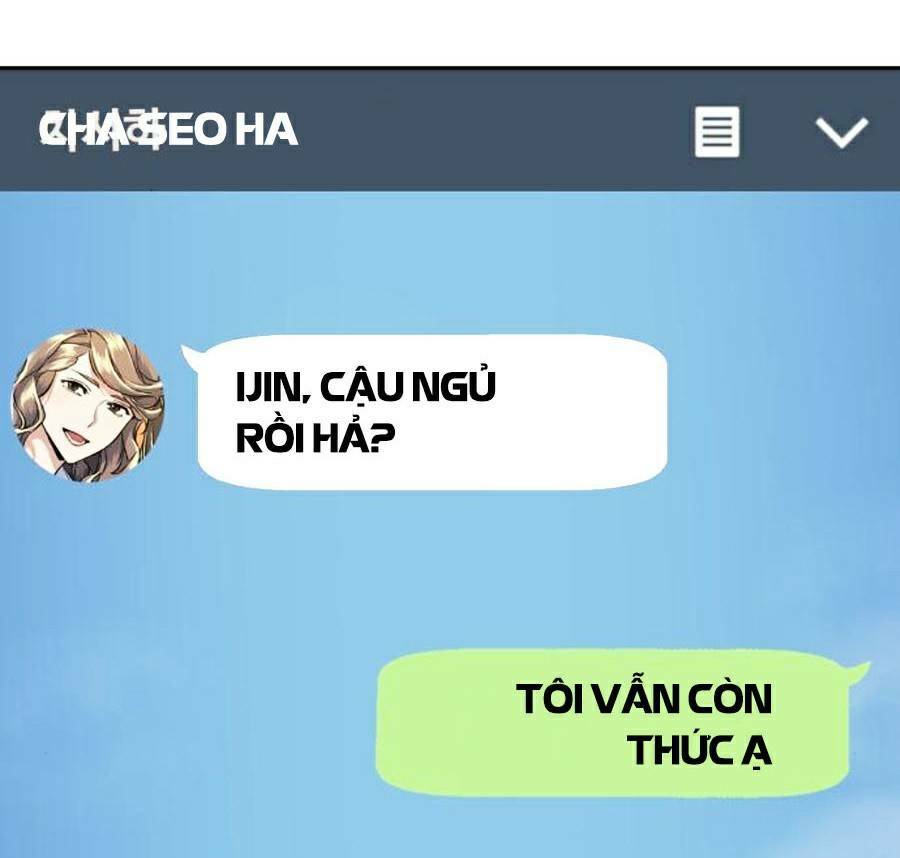 CHA SEO HA
IJIN, CẬU NGỦ
RỒI HẢ?
TÔI VẪN CÒN
THỨC Ạ